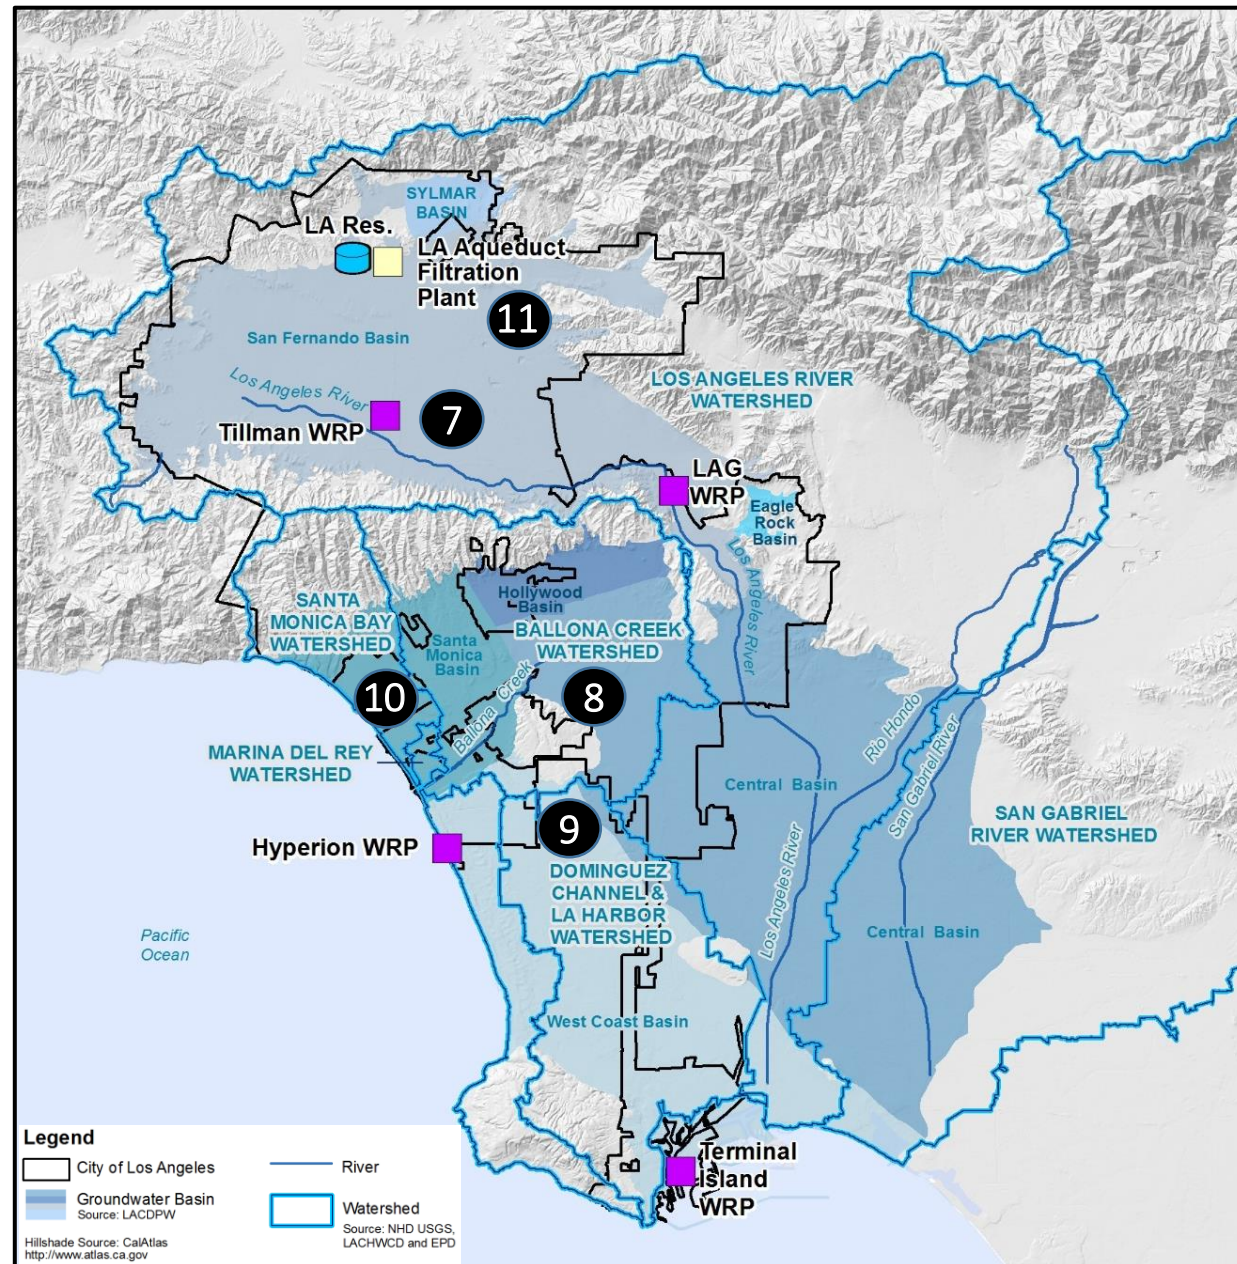 SYLMAR
BASIN
LA Res.
LA Aqueduct
Filtration
Plant
11
San Fernando Basin
Los Angeles River
LOS ANGELES RIVER
WATERSHED
7
Tillman WRP
LAG
WRP
Eagle
Rock
Basin
Los Angeles River
Hollywood
Basin
SANTA
MONICA BAY
WATERSHED
BALLONA CREEK
WATERSHED
Santa
Monica
Basin
10
8
Ballona Creek
Rio Hondo
San Gabriel River
MARINA DEL REY
WATERSHED
Central Basin
SAN GABRIEL
RIVER WATERSHED
9
Hyperion WRP
DOMINGUEZ
CHANNEL &
LA HARBOR
WATERSHED
Los Angeles River
Pacific
Ocean
Central Basin
West Coast Basin
Terminal
Island
WRP
Legend
City of Los Angeles
River
Groundwater Basin
Source: LACDPW
Watershed
Source: NHD USGS,
LACHWCD and EPD
Hillshade Source: CalAtlas
http://www.atlas.ca.gov